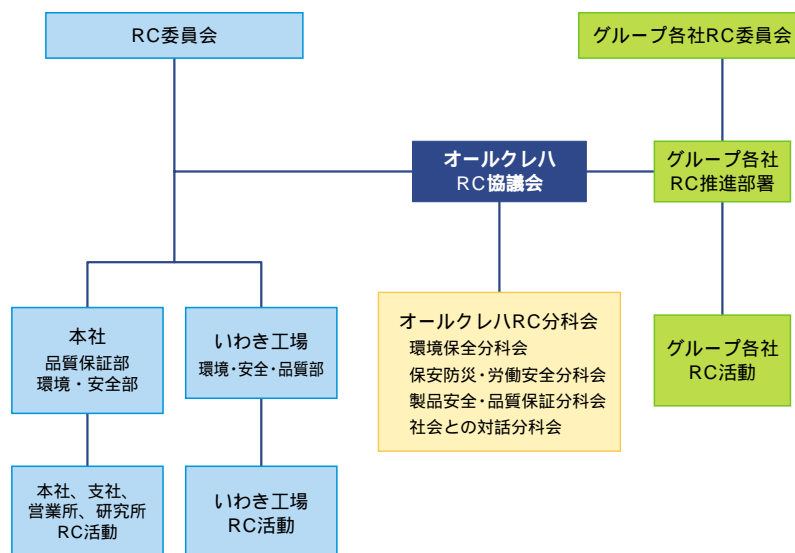 RC委員会
グループ各社RC委員会
オールクレハ
RC協議会
グループ各社
RC推進部署
本社
品質保証部
環境・安全部
いわき工場
環境・安全・品質部
オールクレハRC分科会
環境保全分科会
保安防災・労働安全分科会
製品安全・品質保証分科会
社会との対話分科会
グループ各社
RC活動
本社、支社、
営業所、研究所
RC活動
いわき工場
RC活動